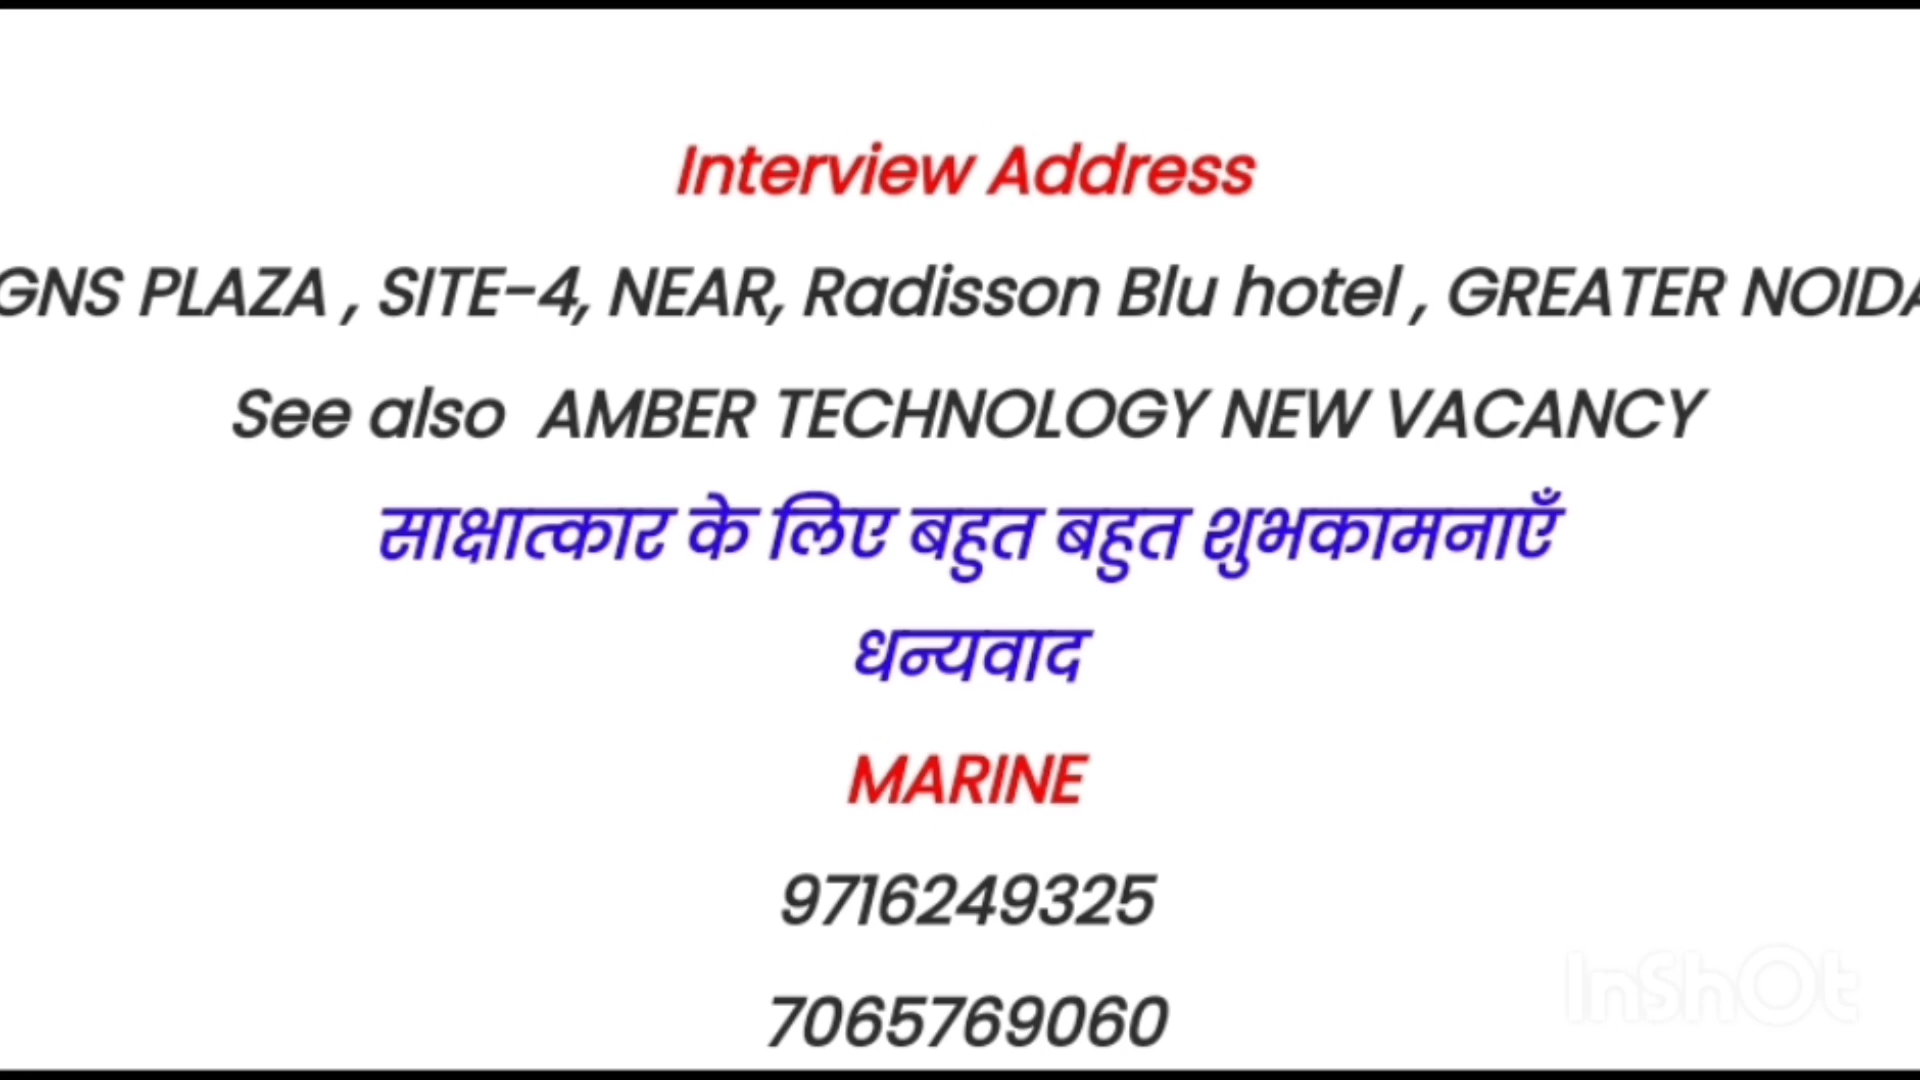 Interview Address
GNS PLAZA , SITE-4, NEAR, Radisson Blu hotel , GREATER NOIDA
See also AMBER TECHNOLOGY NEW VACANCY
साक्षात्कार के लिए बहुत बहुत शुभकामनाएँ
धन्यवाद
MARINE
9716249325
7065769060
InShOt